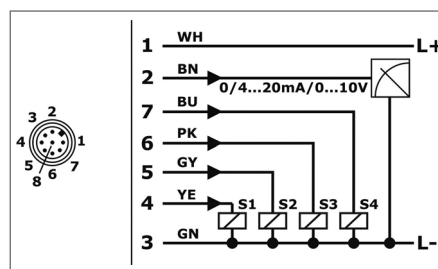 1 WH L+
2 BN
0/4...20mA/0...10V
7 BU
6 PK
5 GY
4 YE S1 S2 S3 S4
3 GN L-
3 2
4 1
5 6 7
8